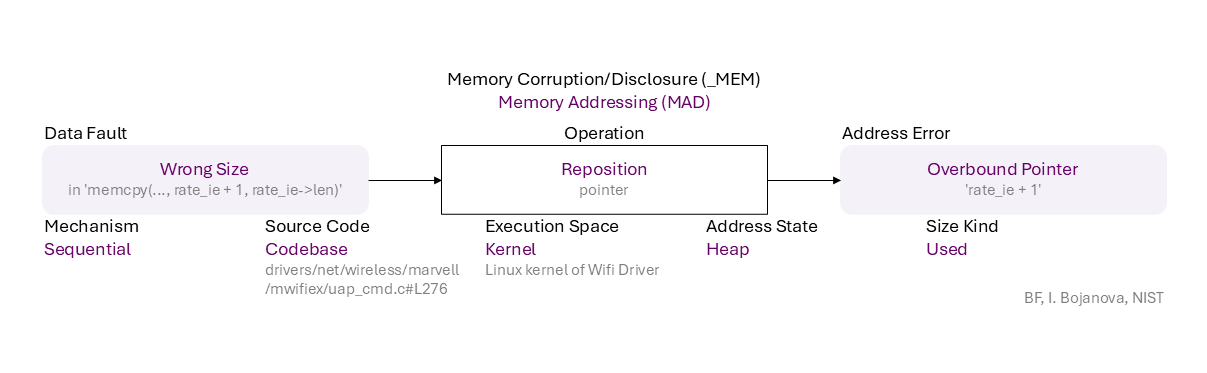 Memory Corruption/Disclosure (_MEM)
Memory Addressing (MAD)
Data Fault
Operation
Address Error
Wrong Size
in 'memcpy(..., rate_ie + 1, rate_ie->len)'
Reposition
pointer
Overbound Pointer
'rate_ie + 1'
Mechanism
Sequential
Source Code
Codebase
drivers/net/wireless/marvell
/mwifiex/uap_cmd.c#L276
Execution Space
Kernel
Linux kernel of Wifi Driver
Address State
Heap
Size Kind
Used
BF, I. Bojanova, NIST